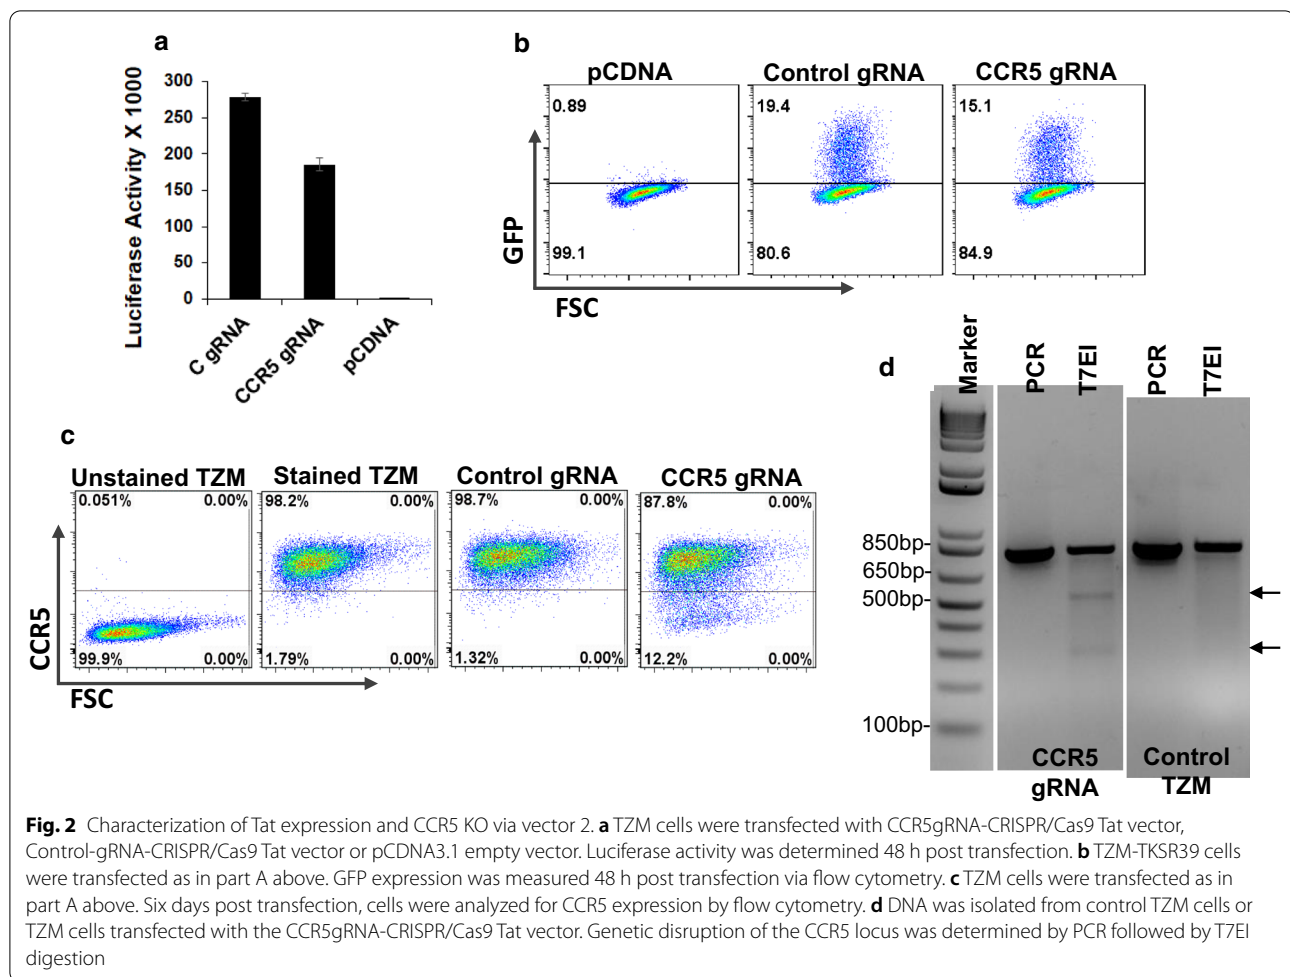 a
300
250
200
150
100
50
0
Luciferase Activity X 1000
C gRNA
CCR5 gRNA
pCDNA
b
pCDNA
Control gRNA
CCR5 gRNA
0.89
19.4
15.1
99.1
80.6
84.9
GFP
FSC
c
Unstained TZM
Stained TZM
Control gRNA
CCR5 gRNA
0.051%
0.00%
98.2%
0.00%
98.7%
0.00%
87.8%
0.00%
99.9%
0.00%
1.79%
0.00%
1.32%
0.00%
12.2%
0.00%
CCR5
FSC
d
Marker
PCR
T7EI
PCR
T7EI
850bp-
650bp-
500bp-
100bp-
CCR5
gRNA
Control
TZM
Fig. 2 Characterization of Tat expression and CCR5 KO via vector 2. a TZM cells were transfected with CCR5gRNA-CRISPR/Cas9 Tat vector,
Control-gRNA-CRISPR/Cas9 Tat vector or pCDNA3.1 empty vector. Luciferase activity was determined 48 h post transfection. b TZM-TKSR39 cells
were transfected as in part A above. GFP expression was measured 48 h post transfection via flow cytometry. c TZM cells were transfected as in
part A above. Six days post transfection, cells were analyzed for CCR5 expression by flow cytometry. d DNA was isolated from control TZM cells or
TZM cells transfected with the CCR5gRNA-CRISPR/Cas9 Tat vector. Genetic disruption of the CCR5 locus was determined by PCR followed by T7EI
digestion